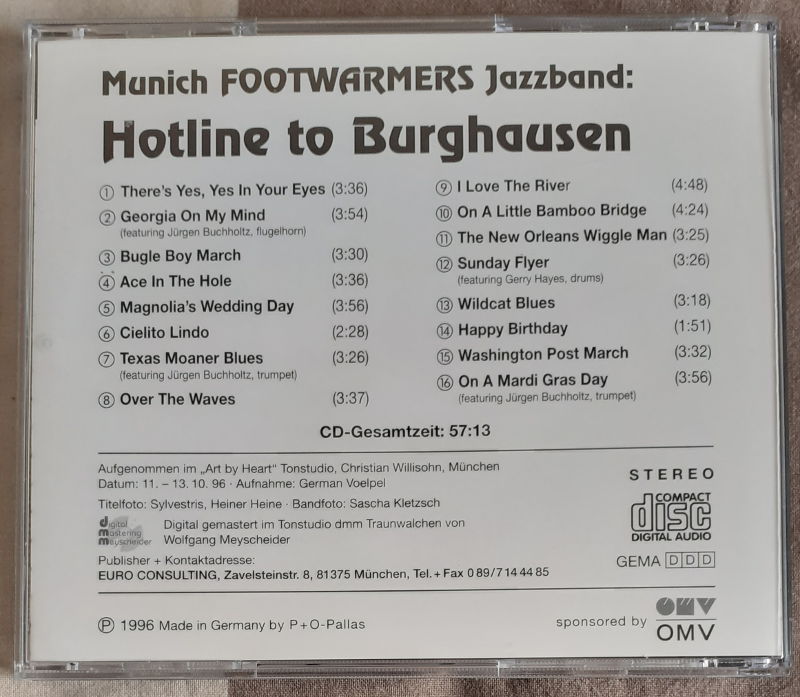 Munich FOOTWARMERS Jazzband:
Hotline to Burghausen
① There's Yes, Yes In Your Eyes (3:36)
② Georgia On My Mind (3:54)
(featuring Jürgen Buchholtz, flugelhorn)
③ Bugle Boy March (3:30)
④ Ace In The Hole (3:36)
⑤ Magnolia's Wedding Day (3:56)
⑥ Cielito Lindo (2:28)
⑦ Texas Moaner Blues (3:26)
(featuring Jürgen Buchholtz, trumpet)
⑧ Over The Waves (3:37)
⑨ I Love The River (4:48)
⑩ On A Little Bamboo Bridge (4:24)
⑪ The New Orleans Wiggle Man (3:25)
⑫ Sunday Flyer (3:26)
(featuring Gerry Hayes, drums)
⑬ Wildcat Blues (3:18)
⑭ Happy Birthday (1:51)
⑮ Washington Post March (3:32)
⑯ On A Mardi Gras Day (3:56)
(featuring Jürgen Buchholtz, trumpet)
CD-Gesamtzeit: 57:13
Aufgenommen im „Art by Heart" Tonstudio, Christian Willisohn, München
Datum: 11. – 13. 10. 96 · Aufnahme: German Voelpel
Titelfoto: Sylvestris, Heiner Heine · Bandfoto: Sascha Kletzsch
digital
mastering
meyscheider
Digital gemastert im Tonstudio dmm Traunwalchen von
Wolfgang Meyscheider
Publisher + Kontaktadresse:
EURO CONSULTING, Zavelsteinstr. 8, 81375 München, Tel. + Fax 0 89/7 14 44 85
STEREO
COMPACT
disc
DIGITAL AUDIO
GEMA DDD
Ⓟ 1996 Made in Germany by P+O-Pallas
sponsored by
OMV
OMV